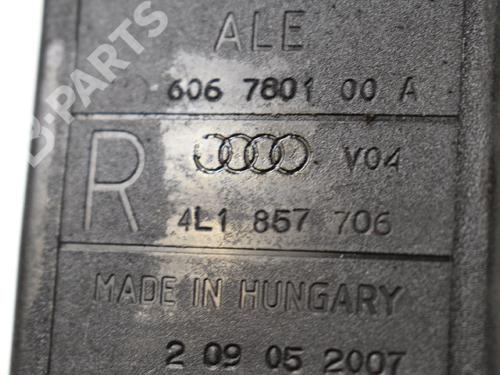 ALE
606 7801 00 A
R
V04
4L1 857 706
MADE IN HUNGARY
2 09 05 2007
B-PARTS